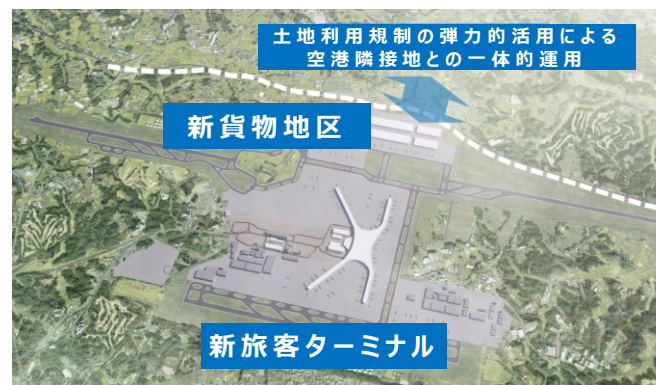 土地利用規制の弾力的活用による
空港隣接地との一体的運用
新貨物地区
新旅客ターミナル